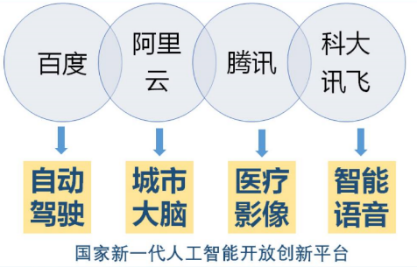 百度
阿里
云
腾讯
科大
讯飞
自动
驾驶
城市
大脑
医疗
影像
智能
语音
国家新一代人工智能开放创新平台